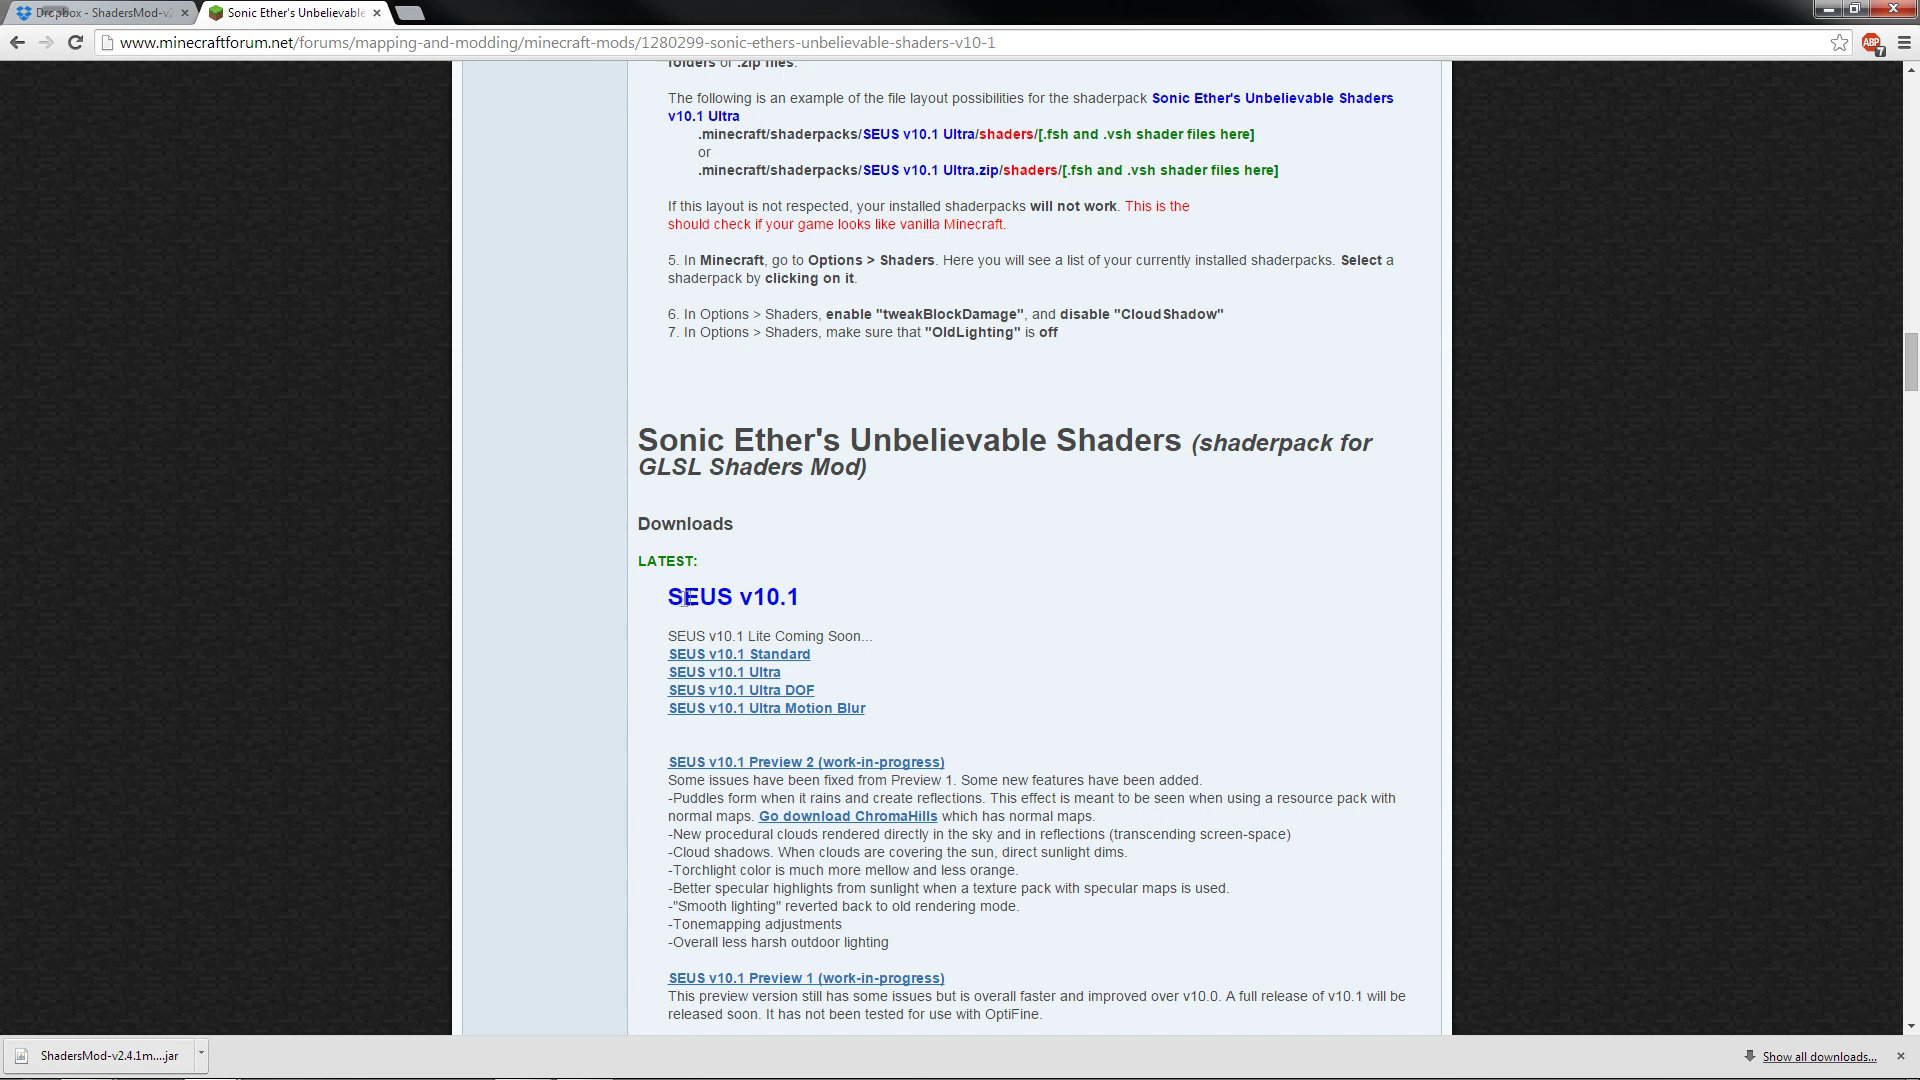 Dropbox - ShadersMod-v2
Sonic Ether's Unbelievable
www.minecraftforum.net/forums/mapping-and-modding/minecraft-mods/1280299-sonic-ethers-unbelievable-shaders-v10-1
ABP
7
folders or .zip files.
The following is an example of the file layout possibilities for the shaderpack Sonic Ether's Unbelievable Shaders
v10.1 Ultra
.minecraft/shaderpacks/SEUS v10.1 Ultra/shaders/[.fsh and .vsh shader files here]
or
.minecraft/shaderpacks/SEUS v10.1 Ultra.zip/shaders/[.fsh and .vsh shader files here]
If this layout is not respected, your installed shaderpacks will not work. This is the
should check if your game looks like vanilla Minecraft.
5. In Minecraft, go to Options > Shaders. Here you will see a list of your currently installed shaderpacks. Select a
shaderpack by clicking on it.
6. In Options > Shaders, enable "tweakBlockDamage", and disable "CloudShadow"
7. In Options > Shaders, make sure that "OldLighting" is off
Sonic Ether's Unbelievable Shaders (shaderpack for
GLSL Shaders Mod)
Downloads
LATEST:
SEUS v10.1
SEUS v10.1 Lite Coming Soon...
SEUS v10.1 Standard
SEUS v10.1 Ultra
SEUS v10.1 Ultra DOF
SEUS v10.1 Ultra Motion Blur
SEUS v10.1 Preview 2 (work-in-progress)
Some issues have been fixed from Preview 1. Some new features have been added.
-Puddles form when it rains and create reflections. This effect is meant to be seen when using a resource pack with
normal maps. Go download ChromaHills which has normal maps.
-New procedural clouds rendered directly in the sky and in reflections (transcending screen-space)
-Cloud shadows. When clouds are covering the sun, direct sunlight dims.
-Torchlight color is much more mellow and less orange.
-Better specular highlights from sunlight when a texture pack with specular maps is used.
-"Smooth lighting" reverted back to old rendering mode.
-Tonemapping adjustments
-Overall less harsh outdoor lighting
SEUS v10.1 Preview 1 (work-in-progress)
This preview version still has some issues but is overall faster and improved over v10.0. A full release of v10.1 will be
released soon. It has not been tested for use with OptiFine.
ShadersMod-v2.4.1m....jar
Show all downloads...